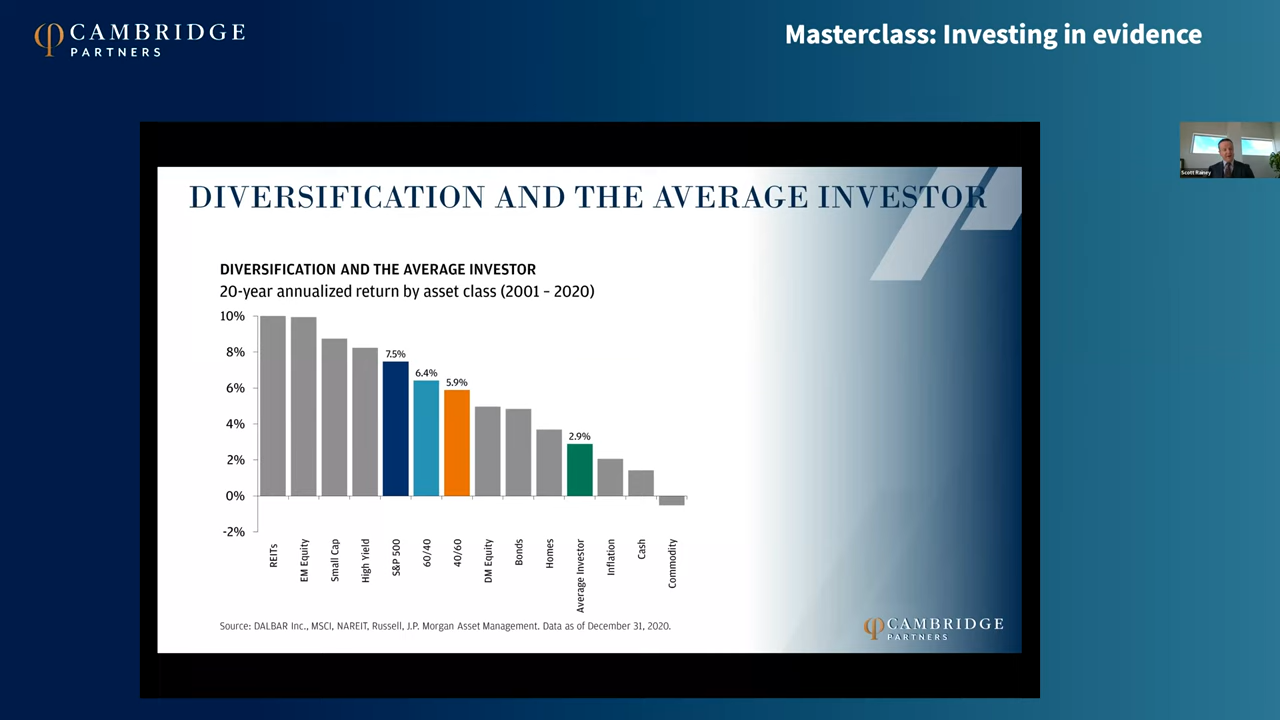 CAMBRIDGE
PARTNERS
Masterclass: Investing in evidence
Scott Rainey
DIVERSIFICATION AND THE AVERAGE INVESTOR
DIVERSIFICATION AND THE AVERAGE INVESTOR
20-year annualized return by asset class (2001 – 2020)
10%
8%
6%
4%
2%
0%
-2%
7.5%
6.4%
5.9%
2.9%
REITs
EM Equity
Small Cap
High Yield
S&P 500
60/40
40/60
DM Equity
Bonds
Homes
Average Investor
Inflation
Cash
Commodity
Source: DALBAR Inc., MSCI, NAREIT, Russell, J.P. Morgan Asset Management. Data as of December 31, 2020.
CAMBRIDGE
PARTNERS